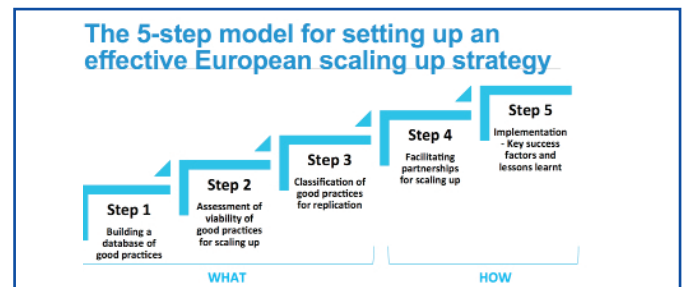 The 5-step model for setting up an
effective European scaling up strategy
Step 1
Building a
database of
good practices
Step 2
Assessment of
viability of
good practices
for scaling up
Step 3
Classification of
good practices
for replication
Step 4
Facilitating
partnerships
for scaling up
Step 5
Implementation
- Key success
factors and
lessons learnt
WHAT
HOW